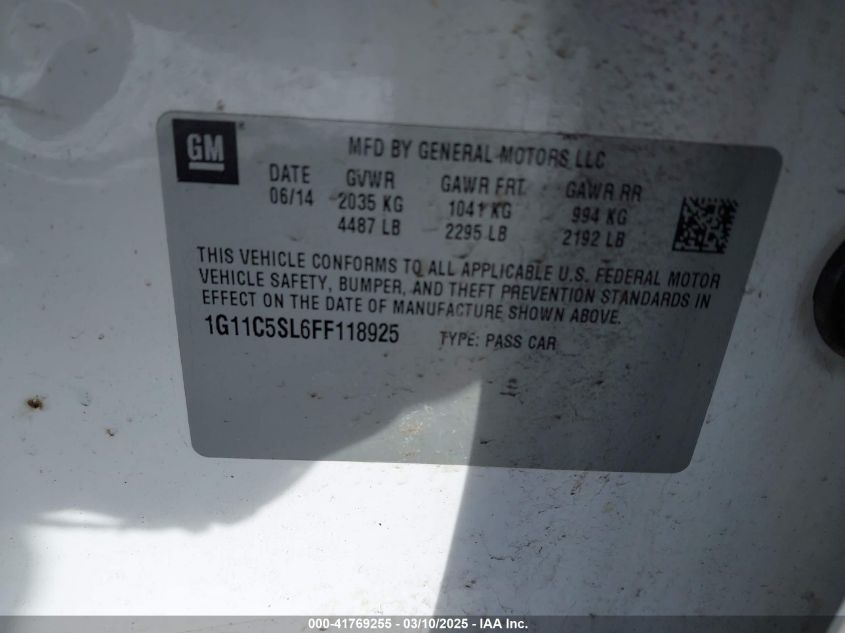 GM
MFD BY GENERAL MOTORS LLC
DATE GVWR GAWR FRT GAWR RR
06/14 2035 KG 1041 KG 994 KG
4487 LB 2295 LB 2192 LB
THIS VEHICLE CONFORMS TO ALL APPLICABLE U.S. FEDERAL MOTOR
VEHICLE SAFETY, BUMPER, AND THEFT PREVENTION STANDARDS IN
EFFECT ON THE DATE OF MANUFACTURE SHOWN ABOVE.
1G11C5SL6FF118925 TYPE: PASS CAR
000-41769255 — 03/10/2025 — IAA Inc.